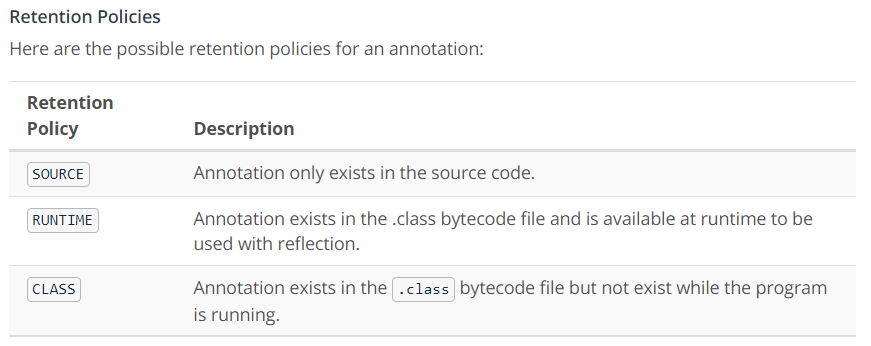 Retention Policies
Here are the possible retention policies for an annotation:
Retention
Policy
Description
SOURCE
Annotation only exists in the source code.
RUNTIME
Annotation exists in the .class bytecode file and is available at runtime to be
used with reflection.
CLASS
Annotation exists in the .class bytecode file but not exist while the program
is running.